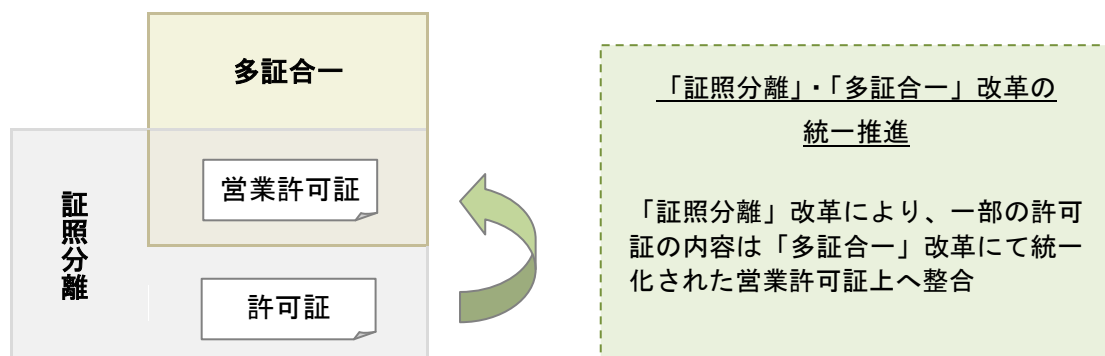 多証合一
証照分離
営業許可証
許可証
「証照分離」・「多証合一」改革の
統一推進
「証照分離」改革により、一部の許可
証の内容は「多証合一」改革にて統一
化された営業許可証上へ整合